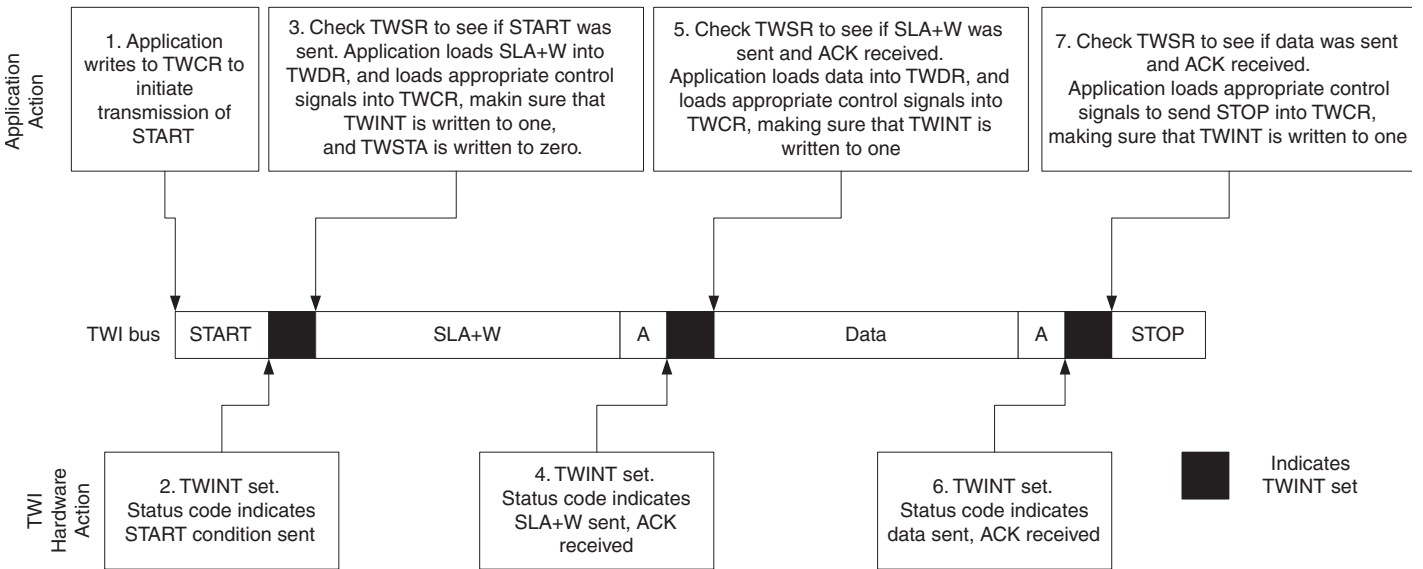 Application
Action
1. Application
writes to TWCR to
initiate
transmission of
START
3. Check TWSR to see if START was
sent. Application loads SLA+W into
TWDR, and loads appropriate control
signals into TWCR, makin sure that
TWINT is written to one,
and TWSTA is written to zero.
5. Check TWSR to see if SLA+W was
sent and ACK received.
Application loads data into TWDR, and
loads appropriate control signals into
TWCR, making sure that TWINT is
written to one
7. Check TWSR to see if data was sent
and ACK received.
Application loads appropriate control
signals to send STOP into TWCR,
making sure that TWINT is written to one
TWI bus
START
SLA+W
A
Data
A
STOP
TWI
Hardware
Action
2. TWINT set.
Status code indicates
START condition sent
4. TWINT set.
Status code indicates
SLA+W sent, ACK
received
6. TWINT set.
Status code indicates
data sent, ACK received
Indicates
TWINT set